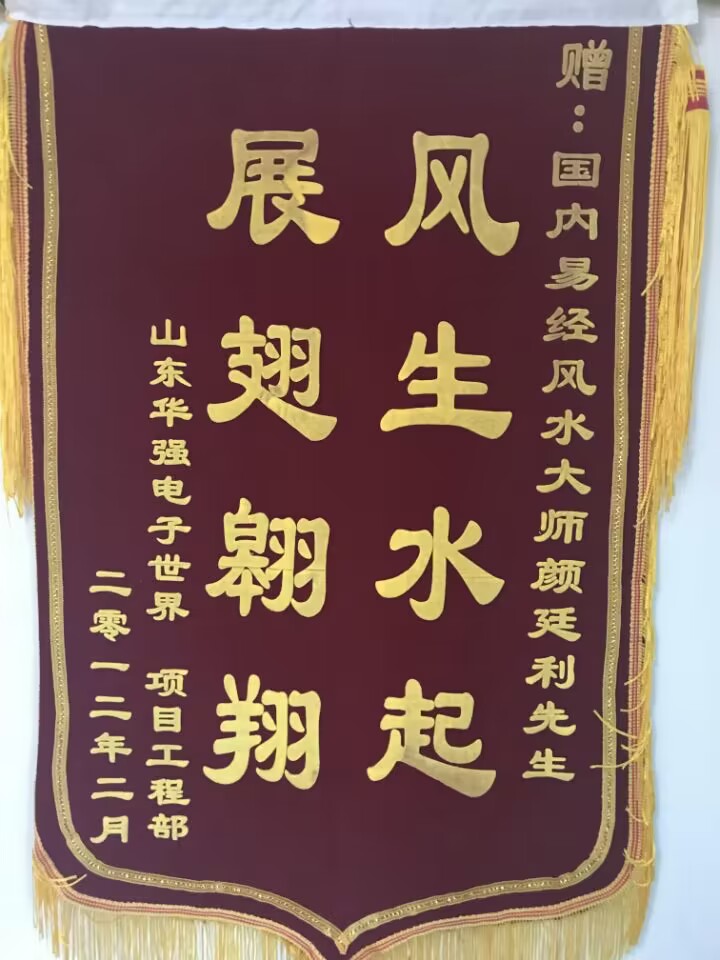 赠：国内易经风水大师颜廷利先生
风生水起
展翅翱翔
山东华强电子世界 项目工程部
二零一二年二月